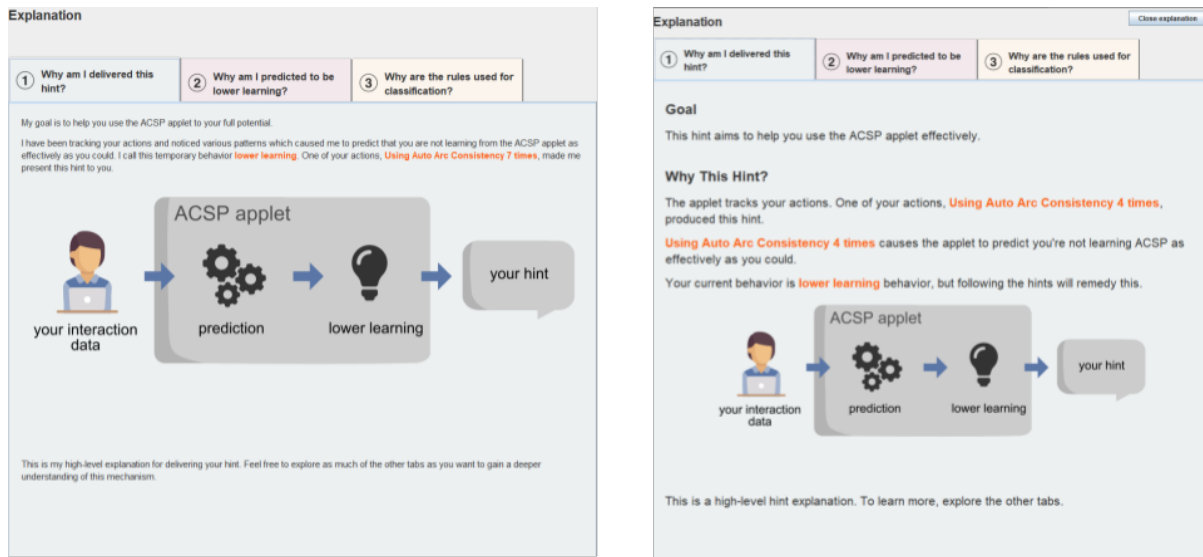 Explanation
1 Why am I delivered this
hint?
2 Why am I predicted to be
lower learning?
3 Why are the rules used for
classification?
My goal is to help you use the ACSP applet to your full potential.
I have been tracking your actions and noticed various patterns which caused me to predict that you are not learning from the ACSP applet as
effectively as you could. I call this temporary behavior lower learning. One of your actions, Using Auto Arc Consistency 7 times, made me
present this hint to you.
ACSP applet
your interaction
data
prediction
lower learning
your hint
This is my high-level explanation for delivering your hint. Feel free to explore as much of the other tabs as you want to gain a deeper
understanding of this mechanism.
Explanation
Close explanation
1 Why am I delivered this
hint?
2 Why am I predicted to be
lower learning?
3 Why are the rules used for
classification?
Goal
This hint aims to help you use the ACSP applet effectively.
Why This Hint?
The applet tracks your actions. One of your actions, Using Auto Arc Consistency 4 times,
produced this hint.
Using Auto Arc Consistency 4 times causes the applet to predict you're not learning ACSP as
effectively as you could.
Your current behavior is lower learning behavior, but following the hints will remedy this.
ACSP applet
your interaction
data
prediction
lower learning
your hint
This is a high-level hint explanation. To learn more, explore the other tabs.